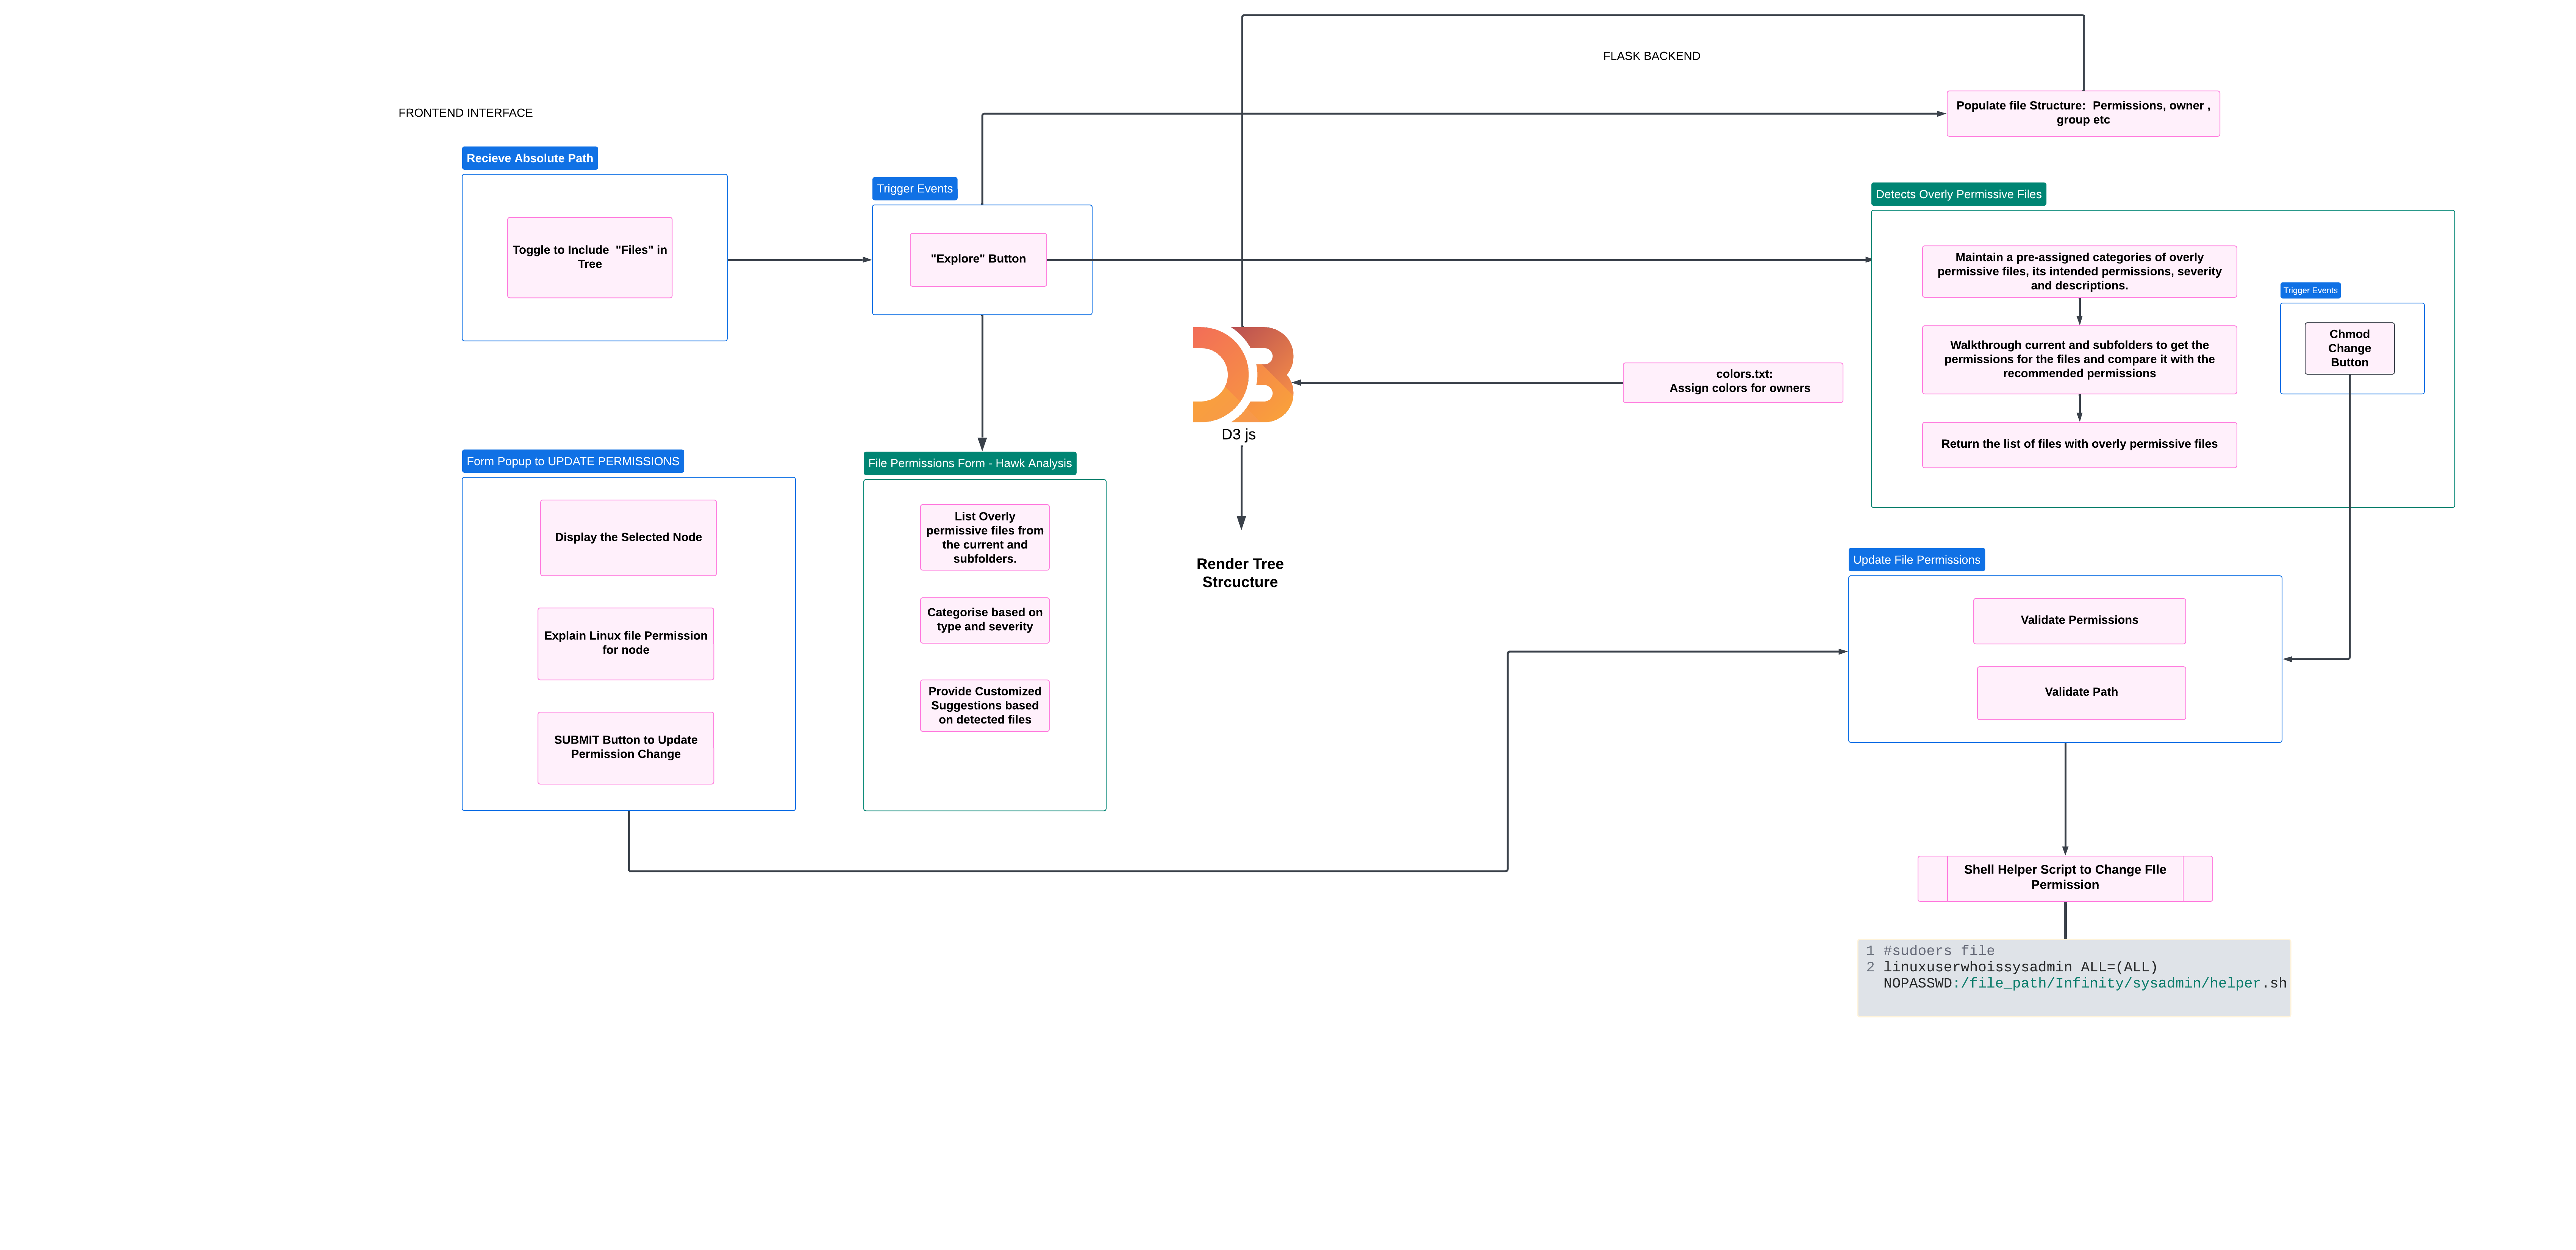 FLASK BACKEND
FRONTEND INTERFACE
Populate file Structure:  Permissions, owner ,
group etc
Recieve Absolute Path
Toggle to Include  "Files" in
Tree
Trigger Events
"Explore" Button
Detects Overly Permissive Files
Maintain a pre-assigned categories of overly
permissive files, its intended permissions, severity
and descriptions.
Walkthrough current and subfolders to get the
permissions for the files and compare it with the
recommended permissions
Return the list of files with overly permissive files
Trigger Events
Chmod
Change
Button
D3 js
colors.txt:
Assign colors for owners
Render Tree
Strcucture
Form Popup to UPDATE PERMISSIONS
Display the Selected Node
Explain Linux file Permission
for node
SUBMIT Button to Update
Permission Change
File Permissions Form - Hawk Analysis
List Overly
permissive files from
the current and
subfolders.
Categorise based on
type and severity
Provide Customized
Suggestions based
on detected files
Update File Permissions
Validate Permissions
Validate Path
Shell Helper Script to Change FIle
Permission
1 #sudoers file
2 linuxuserwhoissysadmin ALL=(ALL)
NOPASSWD:/file_path/Infinity/sysadmin/helper.sh